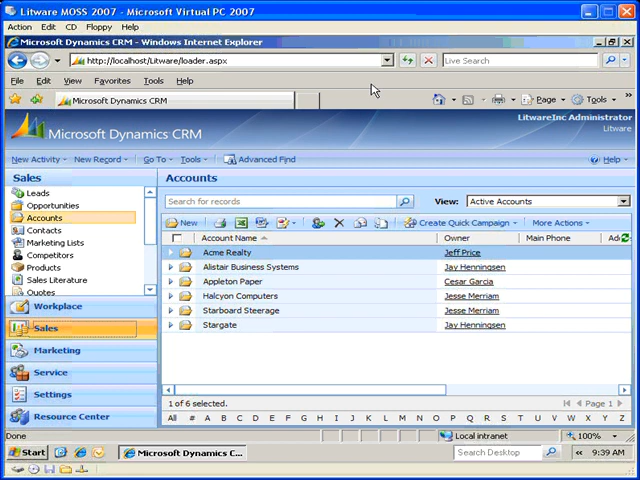 Litware MOSS 2007 - Microsoft Virtual PC 2007
Action Edit CD Floppy Help
Microsoft Dynamics CRM - Windows Internet Explorer
http://localhost/Litware/loader.aspx Live Search
File Edit View Favorites Tools Help
Microsoft Dynamics CRM Page Tools
Microsoft Dynamics CRM LitwareInc Administrator
Litware
New Activity New Record Go To Tools Advanced Find Help
Sales Accounts
Leads
Opportunities
Accounts
Contacts
Marketing Lists
Competitors
Products
Sales Literature
Quotes
Workplace
Sales
Marketing
Service
Settings
Resource Center
Search for records View: Active Accounts
New Create Quick Campaign More Actions
Account Name Owner Main Phone Ad
Acme Realty Jeff Price
Alistair Business Systems Jay Henningsen
Appleton Paper Cesar Garcia
Halcyon Computers Jesse Merriam
Starboard Steerage Jesse Merriam
Stargate Jay Henningsen
1 of 6 selected. Page 1
All # A B C D E F G H I J K L M N O P Q R S T U V W X Y Z
Done Local intranet 100%
Start Microsoft Dynamics C... Search Desktop 9:39 AM